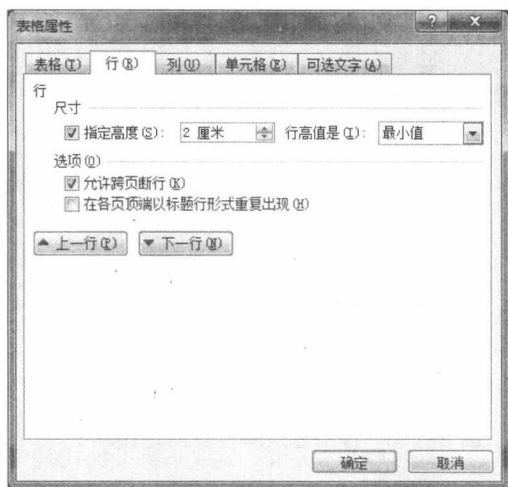 表格属性
表格(T) 行(R) 列(U) 单元格(E) 可选文字(A)
行
尺寸
指定高度(S): 2 厘米 行高值是(I): 最小值
选项(O)
允许跨页断行(K)
在各页顶端以标题行形式重复出现(H)
上一行(P) 下一行(N)
确定 取消